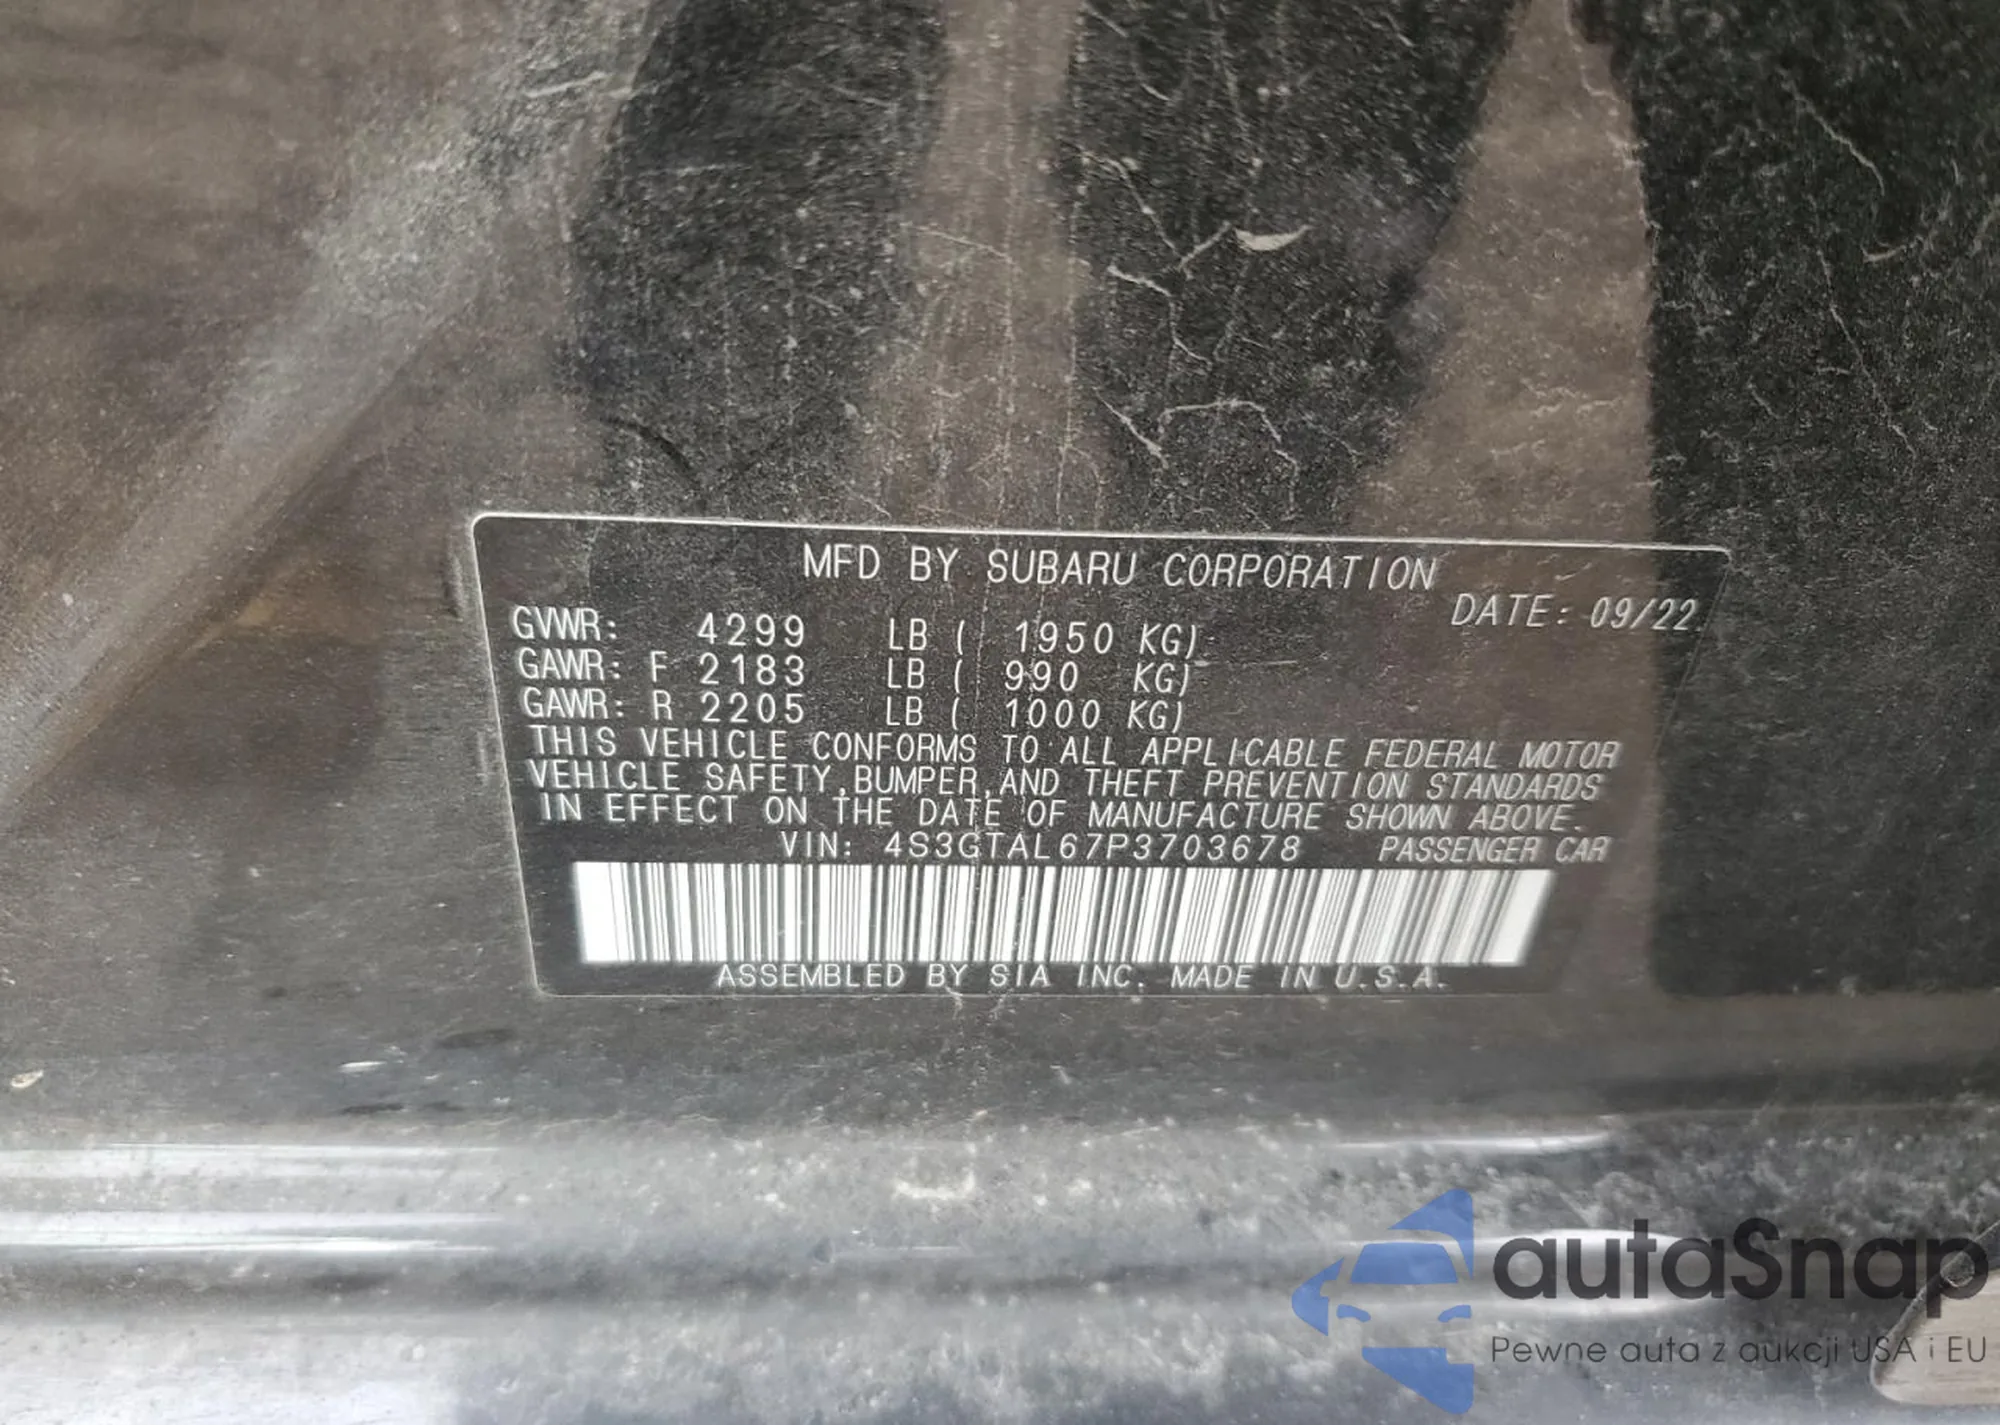 MFD BY SUBARU CORPORATION
DATE: 09/22
GVWR: 4299 LB ( 1950 KG)
GAWR: F 2183 LB ( 990 KG)
GAWR: R 2205 LB ( 1000 KG)
THIS VEHICLE CONFORMS TO ALL APPLICABLE FEDERAL MOTOR
VEHICLE SAFETY,BUMPER,AND THEFT PREVENTION STANDARDS
IN EFFECT ON THE DATE OF MANUFACTURE SHOWN ABOVE.
VIN: 4S3GTAL67P3703678 PASSENGER CAR
ASSEMBLED BY SIA INC. MADE IN U.S.A.
autaSnap
Pewne auta z aukcji USA i EU